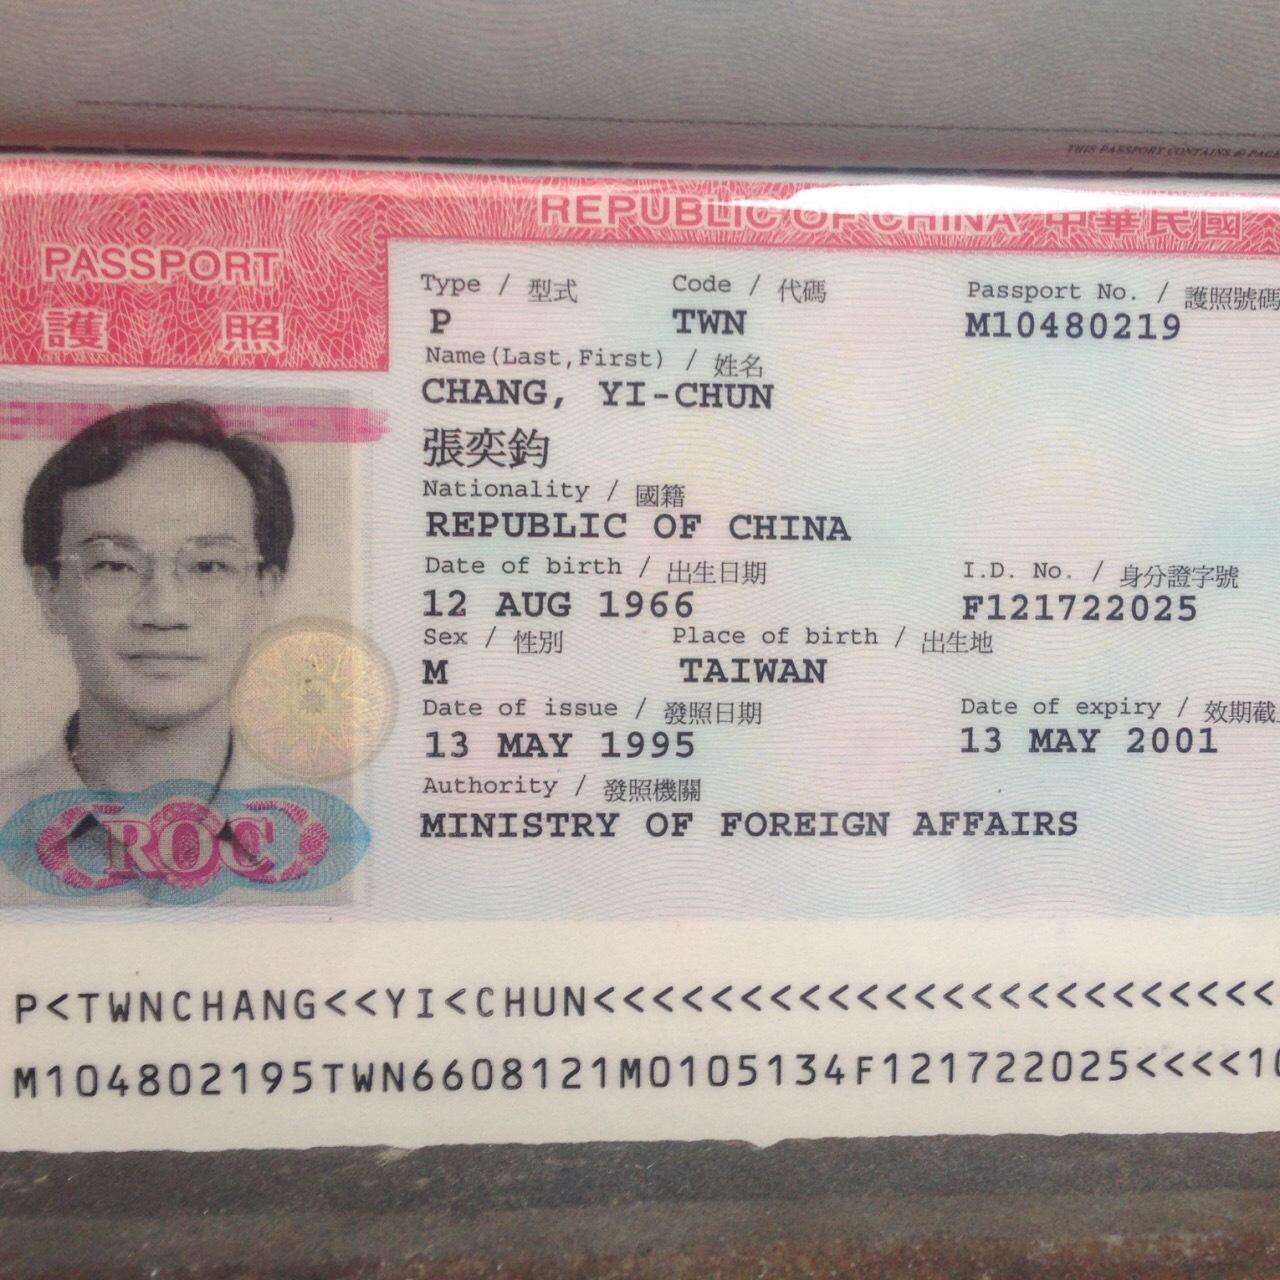 THIS PASSPORT CONTAINS
REPUBLIC OF CHINA 中華民國
PASSPORT
護 照
Type / 型式 Code / 代碼 Passport No. / 護照號碼
P TWN M10480219
Name(Last,First) / 姓名
CHANG, YI-CHUN
張奕鈞
Nationality / 國籍
REPUBLIC OF CHINA
Date of birth / 出生日期 I.D. No. / 身分證字號
12 AUG 1966 F121722025
Sex / 性別 Place of birth / 出生地
M TAIWAN
Date of issue / 發照日期 Date of expiry / 效期截
13 MAY 1995 13 MAY 2001
Authority / 發照機關
MINISTRY OF FOREIGN AFFAIRS
ROC
P<TWNCHANG<<YI<CHUN<<<<<<<<<<<<<<<<<<<<<<<<
M104802195TWN6608121M0105134F121722025<<<<10